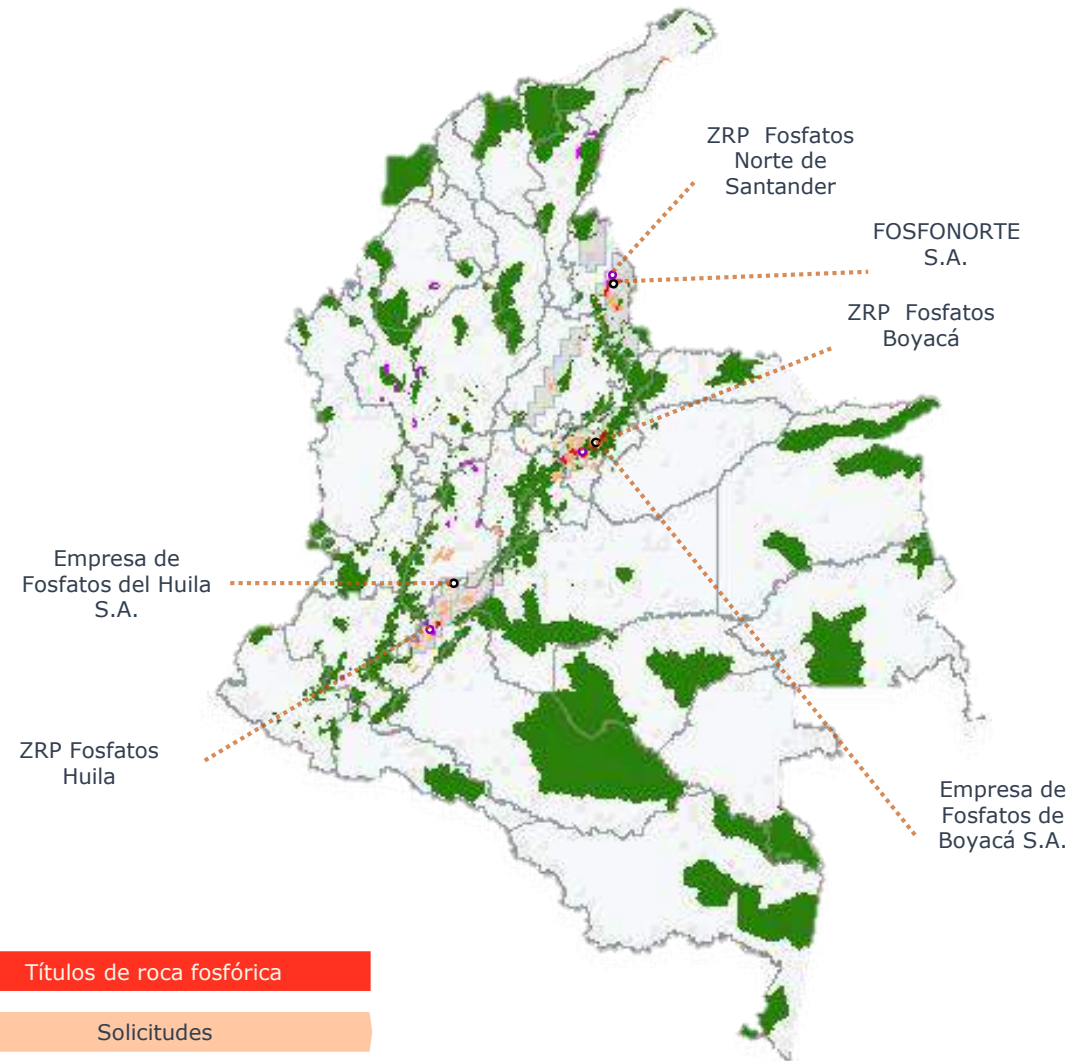 ZRP Fosfatos
Norte de
Santander
FOSFONORTE
S.A.
ZRP Fosfatos
Boyacá
Empresa de
Fosfatos del Huila
S.A.
ZRP Fosfatos
Huila
Empresa de
Fosfatos de
Boyacá S.A.
Títulos de roca fosfórica
Solicitudes